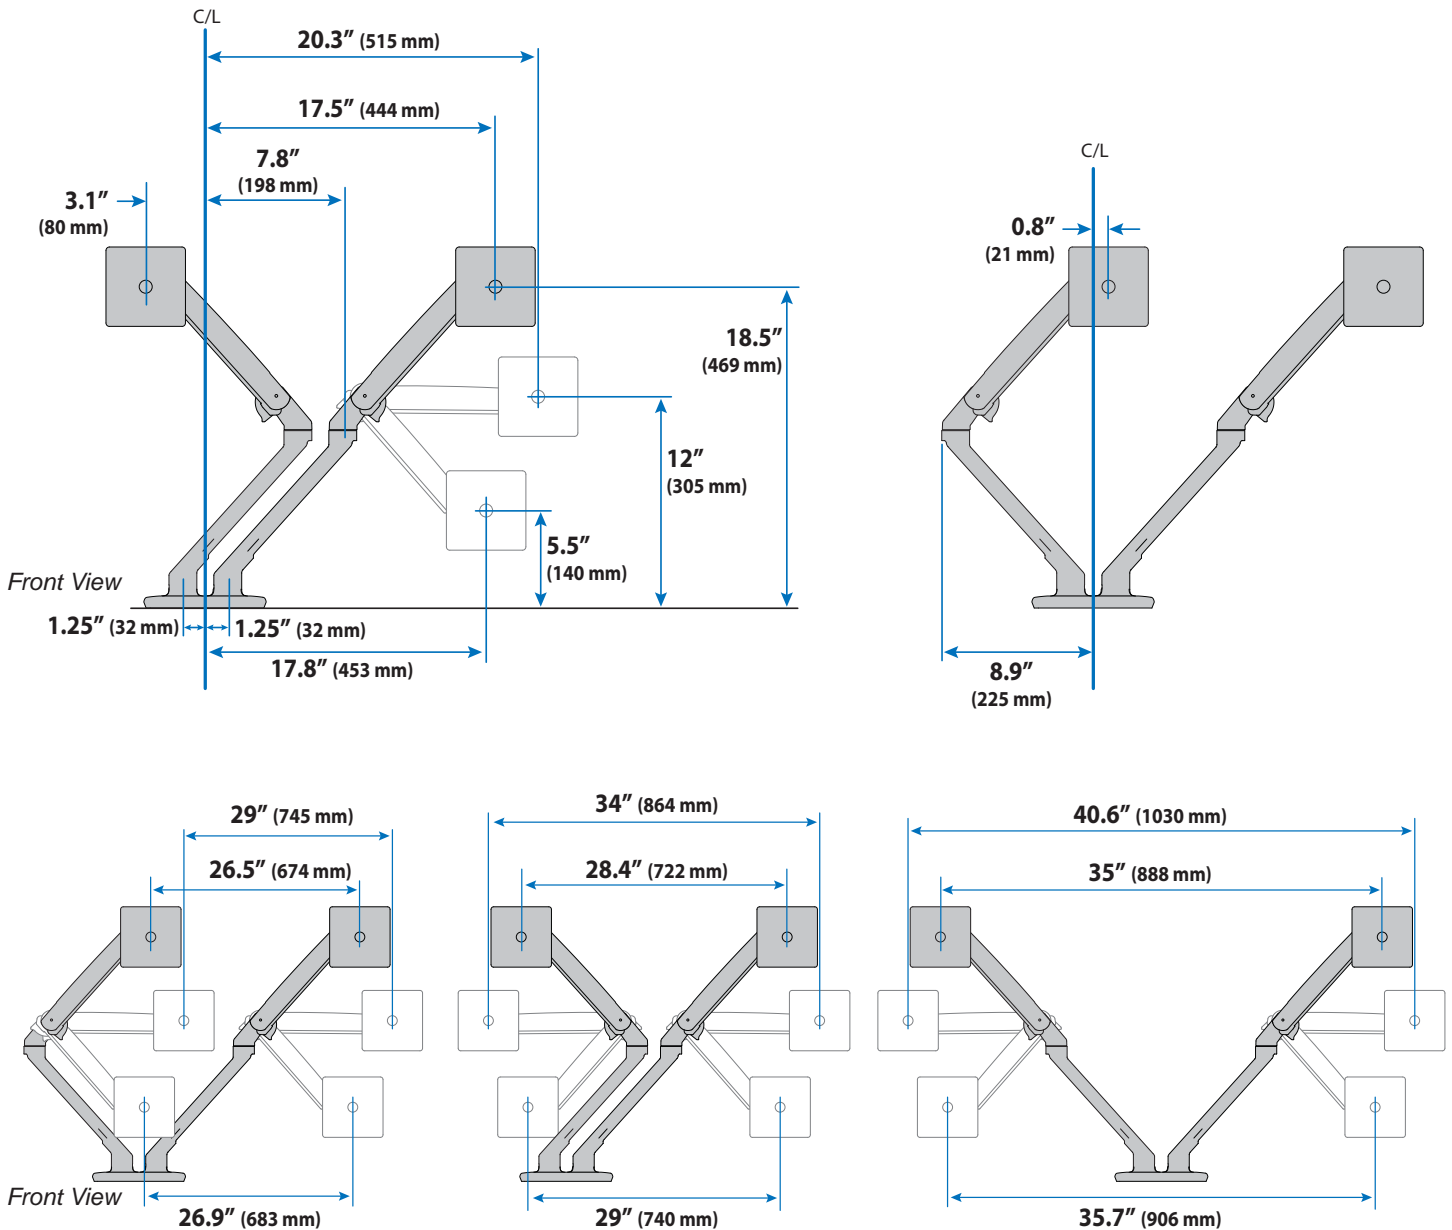 C/L
20.3” (515 mm)
17.5” (444 mm)
7.8”
(198 mm)
3.1”
(80 mm)
18.5”
(469 mm)
12”
(305 mm)
5.5”
(140 mm)
Front View
1.25” (32 mm)
1.25” (32 mm)
17.8” (453 mm)
C/L
0.8”
(21 mm)
8.9”
(225 mm)
29” (745 mm)
26.5” (674 mm)
26.9” (683 mm)
Front View
34” (864 mm)
28.4” (722 mm)
29” (740 mm)
40.6” (1030 mm)
35” (888 mm)
35.7” (906 mm)